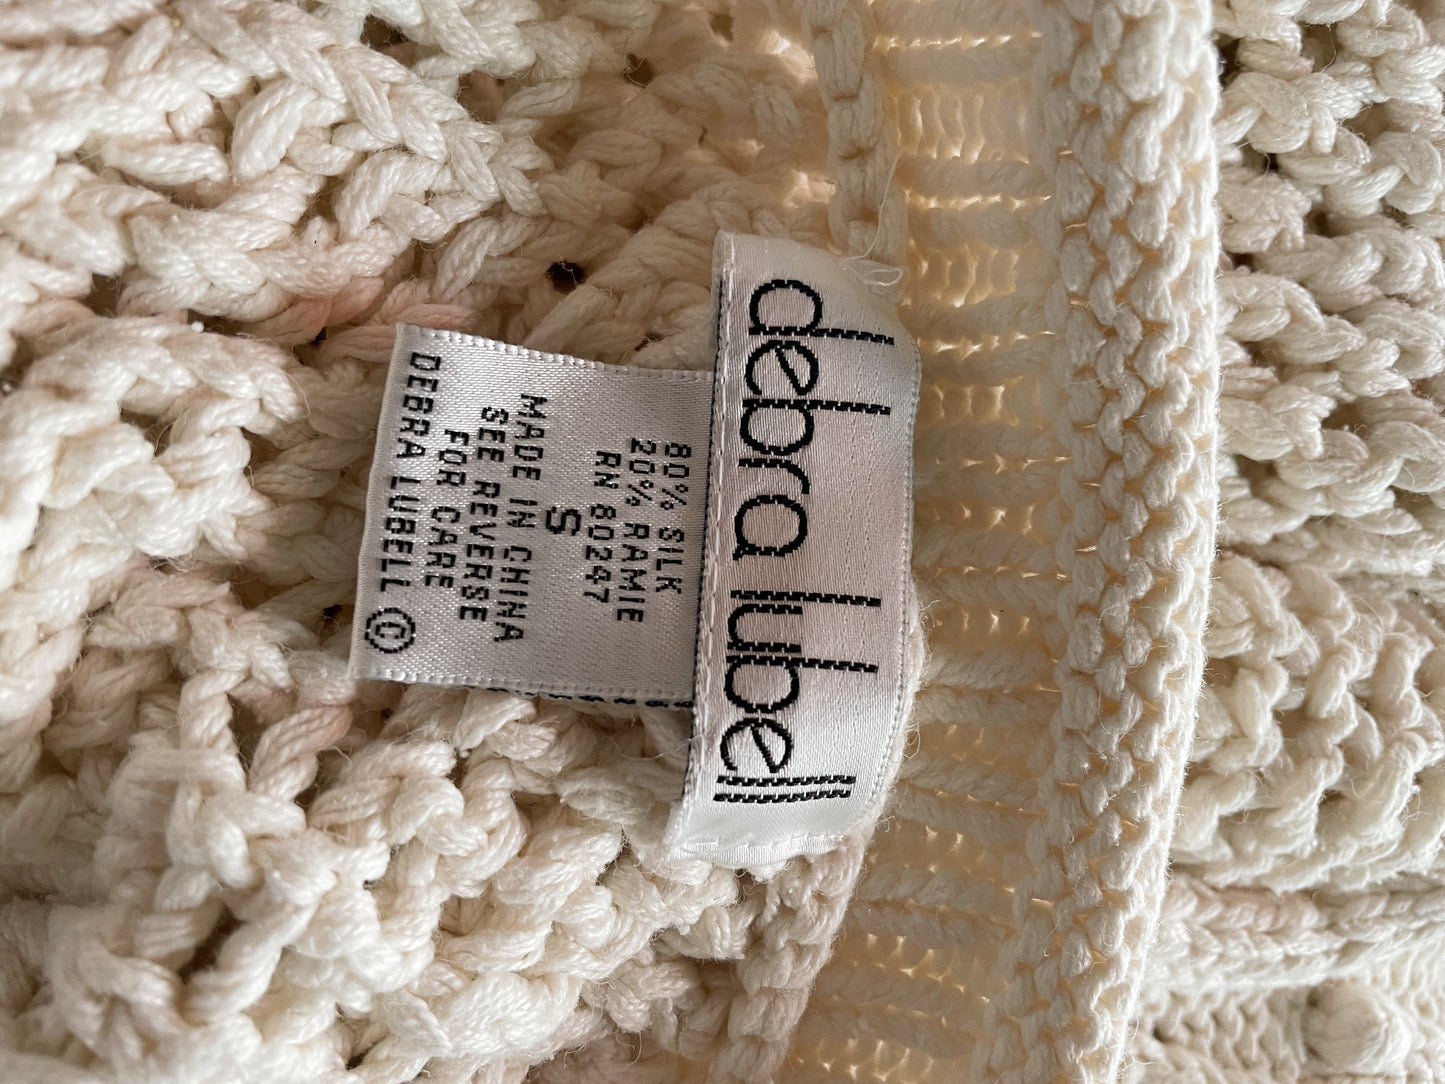 debra lubell
80% SILK
20% RAMIE
RN 80247
S
MADE IN CHINA
SEE REVERSE
FOR CARE
DEBRA LUBELL ©